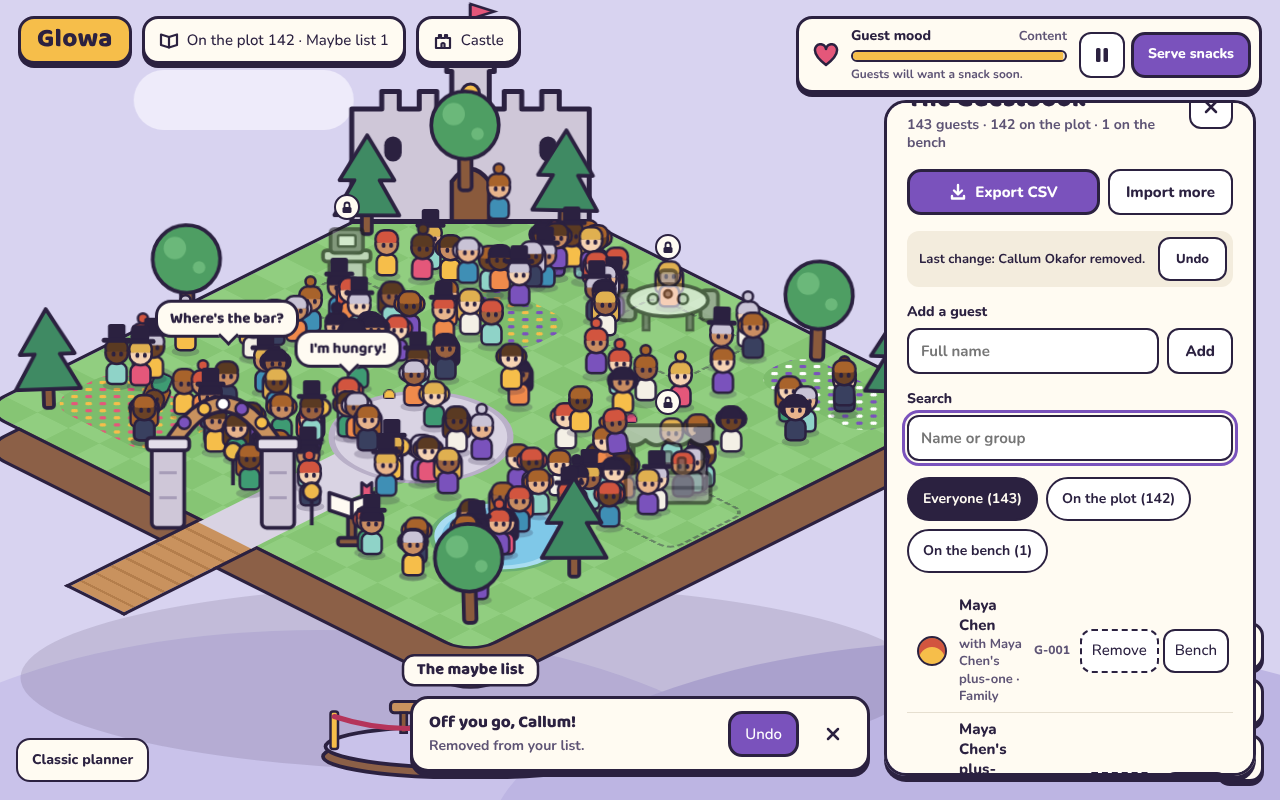 Glowa
On the plot 142 · Maybe list 1
Castle
Guest mood
Content
Guests will want a snack soon.
Serve snacks
The Guestbook
143 guests · 142 on the plot · 1 on the
bench
Export CSV
Import more
Last change: Callum Okafor removed.
Undo
Add a guest
Full name
Add
Search
Name or group
Everyone (143)
On the plot (142)
On the bench (1)
Maya
Chen
with Maya
Chen's
plus-one ·
Family
G-001
Remove
Bench
Maya
Chen's
plus-
Where's the bar?
I'm hungry!
The maybe list
Off you go, Callum!
Removed from your list.
Undo
Classic planner